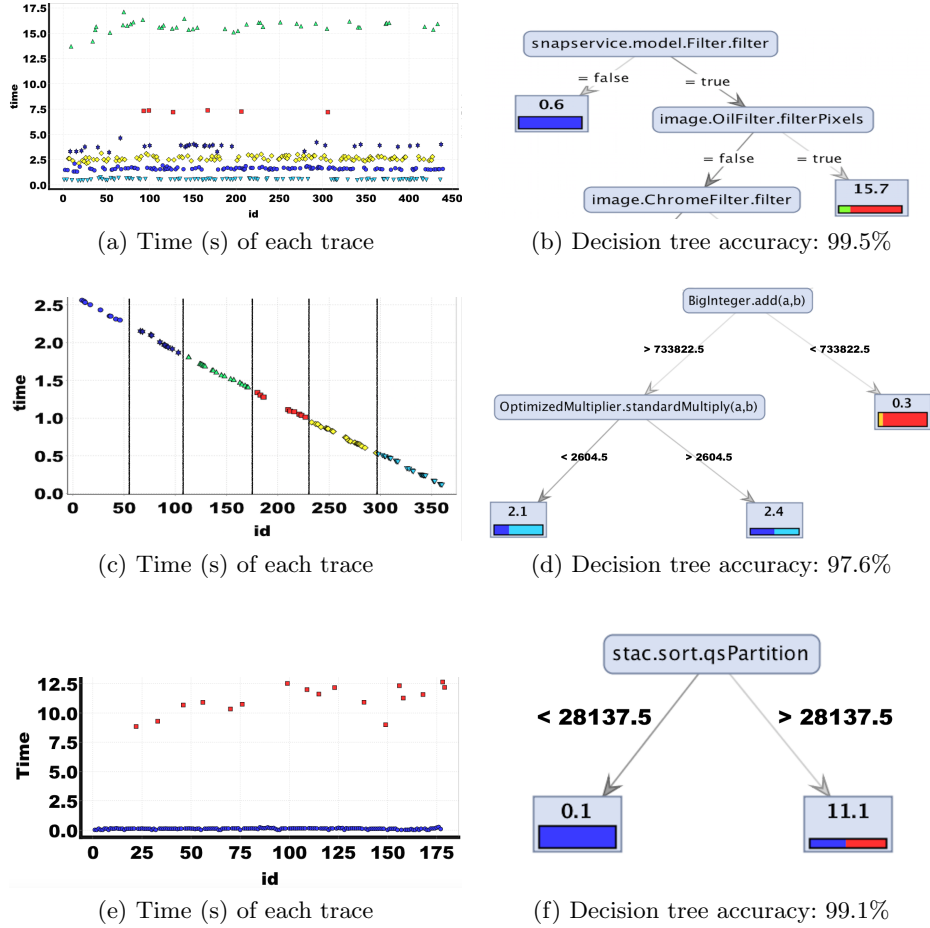 17.5
15.0
12.5
10.0
7.5
5.0
2.5
0.0
time
0 50 100 150 200 250 300 350 400 450
id
(a) Time (s) of each trace
snapservice.model.Filter.filter
= false
= true
0.6
image.OilFilter.filterPixels
= false
= true
image.ChromeFilter.filter
15.7
(b) Decision tree accuracy: 99.5%
2.5
2.0
1.5
1.0
0.5
0.0
time
0 50 100 150 200 250 300 350
id
(c) Time (s) of each trace
BigInteger.add(a,b)
> 733822.5
< 733822.5
OptimizedMultiplier.standardMultiply(a,b)
0.3
< 2604.5
> 2604.5
2.1
2.4
(d) Decision tree accuracy: 97.6%
12.5
10.0
7.5
5.0
2.5
0.0
Time
0 25 50 75 100 125 150 175
id
(e) Time (s) of each trace
stac.sort.qsPartition
< 28137.5
> 28137.5
0.1
11.1
(f) Decision tree accuracy: 99.1%